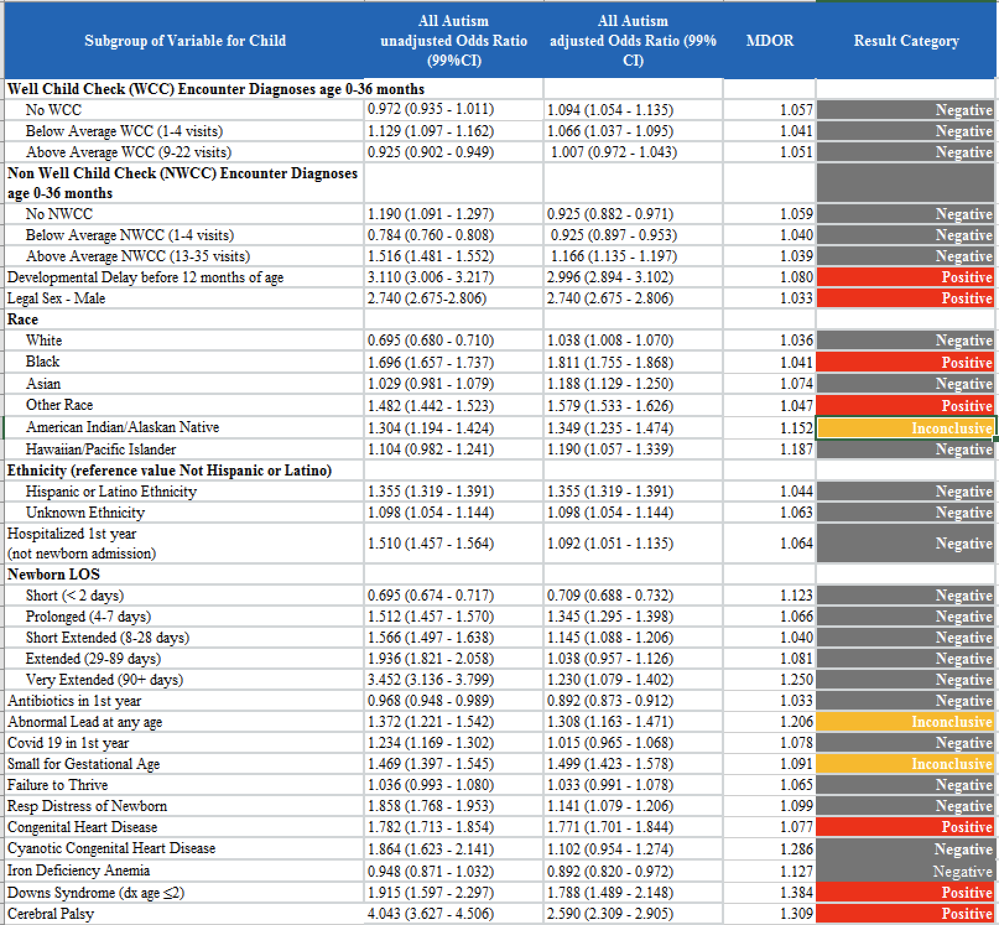 Subgroup of Variable for Child | All Autism unadjusted Odds Ratio (99%CI) | All Autism adjusted Odds Ratio (99% CI) | MDOR | Result Category
Well Child Check (WCC) Encounter Diagnoses age 0-36 months
No WCC | 0.972 (0.935 - 1.011) | 1.094 (1.054 - 1.135) | 1.057 | Negative
Below Average WCC (1-4 visits) | 1.129 (1.097 - 1.162) | 1.066 (1.037 - 1.095) | 1.041 | Negative
Above Average WCC (9-22 visits) | 0.925 (0.902 - 0.949) | 1.007 (0.972 - 1.043) | 1.051 | Negative
Non Well Child Check (NWCC) Encounter Diagnoses
age 0-36 months
No NWCC | 1.190 (1.091 - 1.297) | 0.925 (0.882 - 0.971) | 1.059 | Negative
Below Average NWCC (1-4 visits) | 0.784 (0.760 - 0.808) | 0.925 (0.897 - 0.953) | 1.040 | Negative
Above Average NWCC (13-35 visits) | 1.516 (1.481 - 1.552) | 1.166 (1.135 - 1.197) | 1.039 | Negative
Developmental Delay before 12 months of age | 3.110 (3.006 - 3.217) | 2.996 (2.894 - 3.102) | 1.080 | Positive
Legal Sex - Male | 2.740 (2.675-2.806) | 2.740 (2.675 - 2.806) | 1.033 | Positive
Race
White | 0.695 (0.680 - 0.710) | 1.038 (1.008 - 1.070) | 1.036 | Negative
Black | 1.696 (1.657 - 1.737) | 1.811 (1.755 - 1.868) | 1.041 | Positive
Asian | 1.029 (0.981 - 1.079) | 1.188 (1.129 - 1.250) | 1.074 | Negative
Other Race | 1.482 (1.442 - 1.523) | 1.579 (1.533 - 1.626) | 1.047 | Positive
American Indian/Alaskan Native | 1.304 (1.194 - 1.424) | 1.349 (1.235 - 1.474) | 1.152 | Inconclusive
Hawaiian/Pacific Islander | 1.104 (0.982 - 1.241) | 1.190 (1.057 - 1.339) | 1.187 | Negative
Ethnicity (reference value Not Hispanic or Latino)
Hispanic or Latino Ethnicity | 1.355 (1.319 - 1.391) | 1.355 (1.319 - 1.391) | 1.044 | Negative
Unknown Ethnicity | 1.098 (1.054 - 1.144) | 1.098 (1.054 - 1.144) | 1.063 | Negative
Hospitalized 1st year
(not newborn admission) | 1.510 (1.457 - 1.564) | 1.092 (1.051 - 1.135) | 1.064 | Negative
Newborn LOS
Short (< 2 days) | 0.695 (0.674 - 0.717) | 0.709 (0.688 - 0.732) | 1.123 | Negative
Prolonged (4-7 days) | 1.512 (1.457 - 1.570) | 1.345 (1.295 - 1.398) | 1.066 | Negative
Short Extended (8-28 days) | 1.566 (1.497 - 1.638) | 1.145 (1.088 - 1.206) | 1.040 | Negative
Extended (29-89 days) | 1.936 (1.821 - 2.058) | 1.038 (0.957 - 1.126) | 1.081 | Negative
Very Extended (90+ days) | 3.452 (3.136 - 3.799) | 1.230 (1.079 - 1.402) | 1.250 | Negative
Antibiotics in 1st year | 0.968 (0.948 - 0.989) | 0.892 (0.873 - 0.912) | 1.033 | Negative
Abnormal Lead at any age | 1.372 (1.221 - 1.542) | 1.308 (1.163 - 1.471) | 1.206 | Inconclusive
Covid 19 in 1st year | 1.234 (1.169 - 1.302) | 1.015 (0.965 - 1.068) | 1.078 | Negative
Small for Gestational Age | 1.469 (1.397 - 1.545) | 1.499 (1.423 - 1.578) | 1.091 | Inconclusive
Failure to Thrive | 1.036 (0.993 - 1.080) | 1.033 (0.991 - 1.078) | 1.065 | Negative
Resp Distress of Newborn | 1.858 (1.768 - 1.953) | 1.141 (1.079 - 1.206) | 1.099 | Negative
Congenital Heart Disease | 1.782 (1.713 - 1.854) | 1.771 (1.701 - 1.844) | 1.077 | Positive
Cyanotic Congenital Heart Disease | 1.864 (1.623 - 2.141) | 1.102 (0.954 - 1.274) | 1.286 | Negative
Iron Deficiency Anemia | 0.948 (0.871 - 1.032) | 0.892 (0.820 - 0.972) | 1.127 | Negative
Downs Syndrome (dx age ≤2) | 1.915 (1.597 - 2.297) | 1.788 (1.489 - 2.148) | 1.384 | Positive
Cerebral Palsy | 4.043 (3.627 - 4.506) | 2.590 (2.309 - 2.905) | 1.309 | Positive